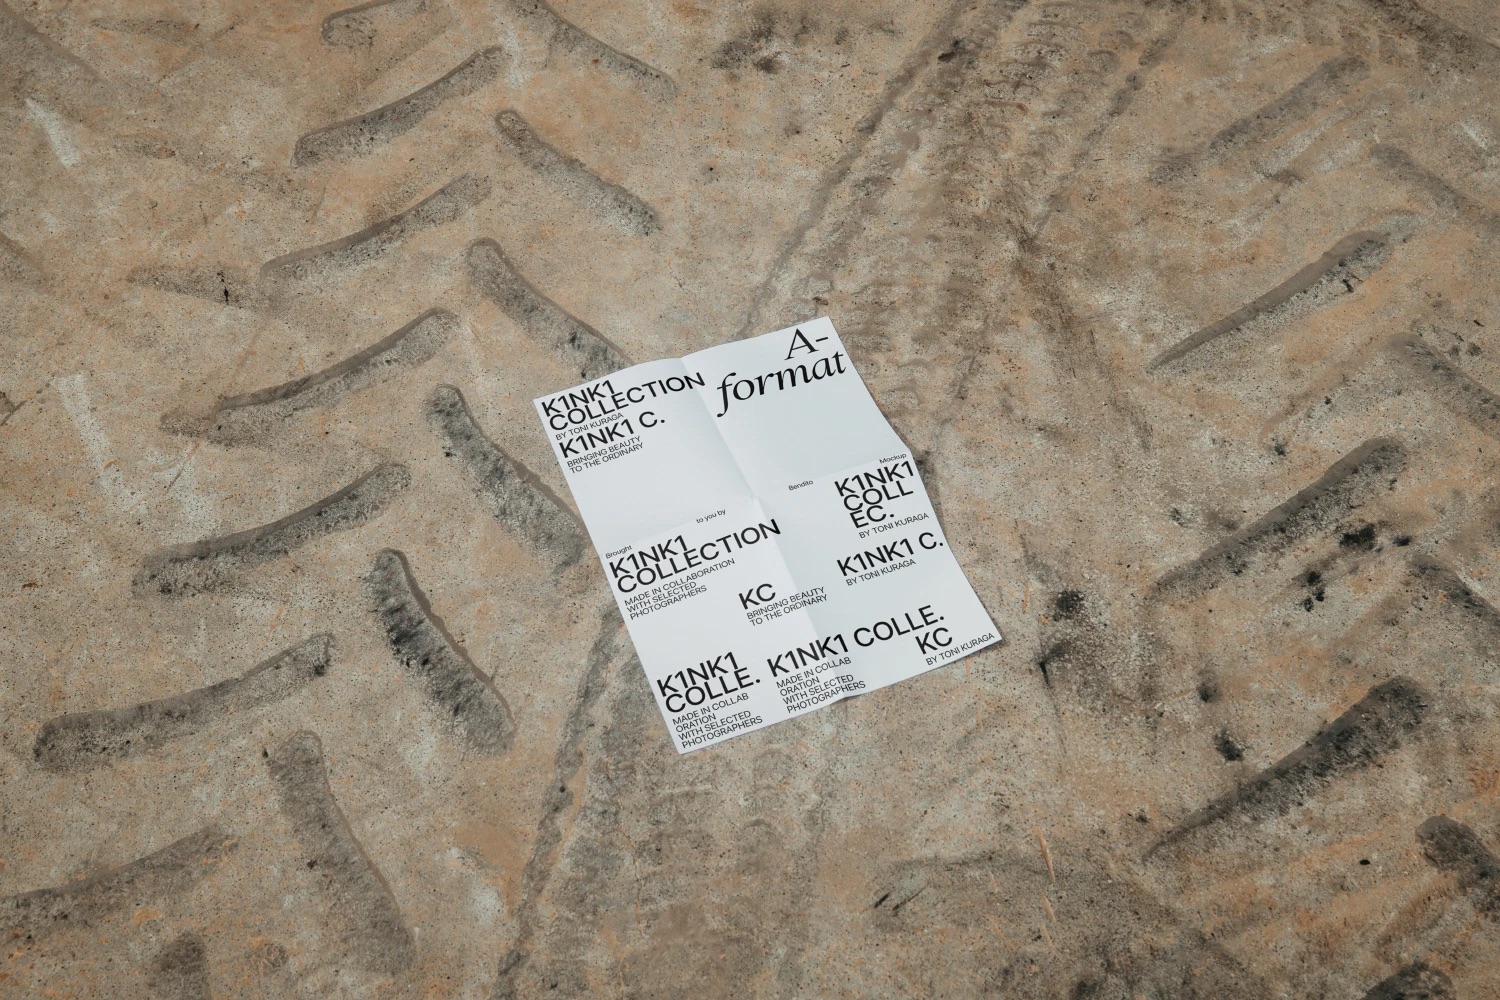 K1NK1
COLLECTION
BY TONI KURAGA
K1NK1 C.
BRINGING BEAUTY
TO THE ORDINARY
A-
format
Brought
to you by
Bendito
Mockup
K1NK1
COLLECTION
MADE IN COLLABORATION
WITH SELECTED
PHOTOGRAPHERS
KC
BRINGING BEAUTY
TO THE ORDINARY
K1NK1
COLL
EC.
BY TONI KURAGA
K1NK1 C.
BY TONI KURAGA
K1NK1
COLLE.
MADE IN COLLAB
ORATION
WITH SELECTED
PHOTOGRAPHERS
K1NK1 COLLE.
MADE IN COLLAB
ORATION
WITH SELECTED
PHOTOGRAPHERS
KC
BY TONI KURAGA